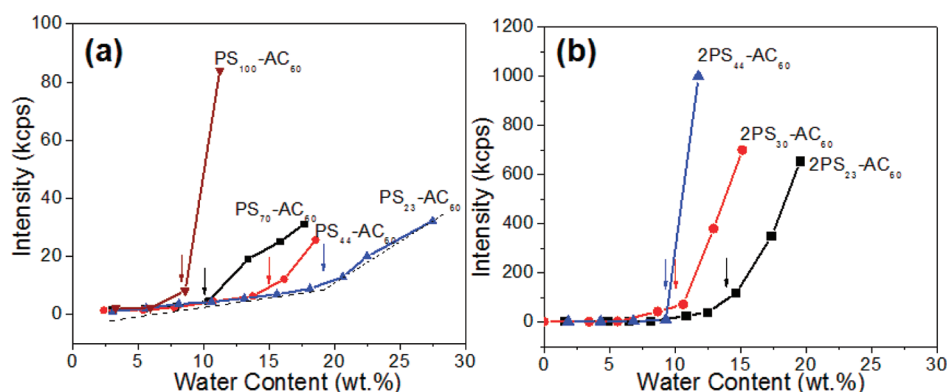 (a)
Intensity (kcps)
100
80
60
40
20
0
PS₁₀₀-AC₆₀
PS₇₀-AC₆₀
PS₄₄-AC₆₀
PS₂₃-AC₆₀
0 5 10 15 20 25 30
Water Content (wt.%)
(b)
Intensity (kcps)
1200
1000
800
600
400
200
0
2PS₄₄-AC₆₀
2PS₃₀-AC₆₀
2PS₂₃-AC₆₀
0 5 10 15 20 25 30
Water Content (wt.%)